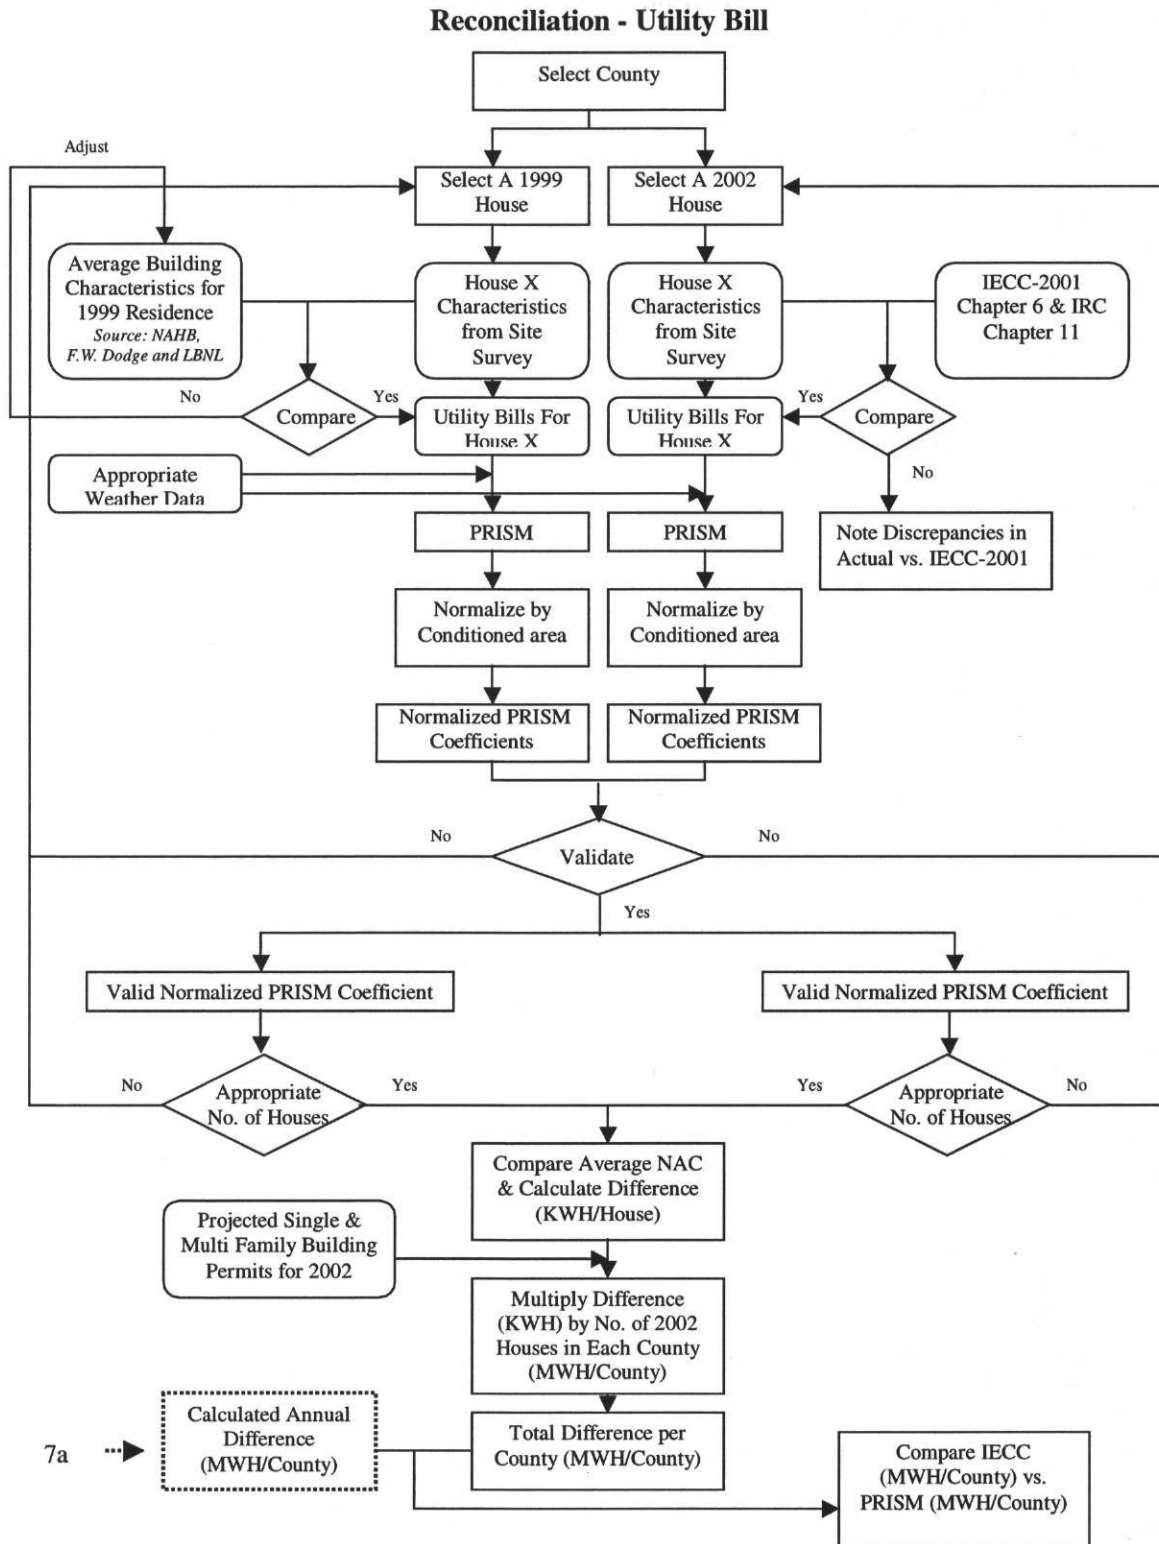 Reconciliation - Utility Bill
Select County
Adjust
Select A 1999
House
Select A 2002
House
Average Building
Characteristics for
1999 Residence
Source: NAHB,
F.W. Dodge and LBNL
House X
Characteristics
from Site
Survey
House X
Characteristics
from Site
Survey
IECC-2001
Chapter 6 & IRC
Chapter 11
No
Compare
Yes
Utility Bills For
House X
Utility Bills For
House X
Yes
Compare
No
Appropriate
Weather Data
PRISM
PRISM
Note Discrepancies in
Actual vs. IECC-2001
Normalize by
Conditioned area
Normalize by
Conditioned area
Normalized PRISM
Coefficients
Normalized PRISM
Coefficients
No
Validate
No
Yes
Valid Normalized PRISM Coefficient
Valid Normalized PRISM Coefficient
No
Appropriate
No. of Houses
Yes
Yes
Appropriate
No. of Houses
No
Compare Average NAC
& Calculate Difference
(KWH/House)
Projected Single &
Multi Family Building
Permits for 2002
Multiply Difference
(KWH) by No. of 2002
Houses in Each County
(MWH/County)
7a
Calculated Annual
Difference
(MWH/County)
Total Difference per
County (MWH/County)
Compare IECC
(MWH/County) vs.
PRISM (MWH/County)